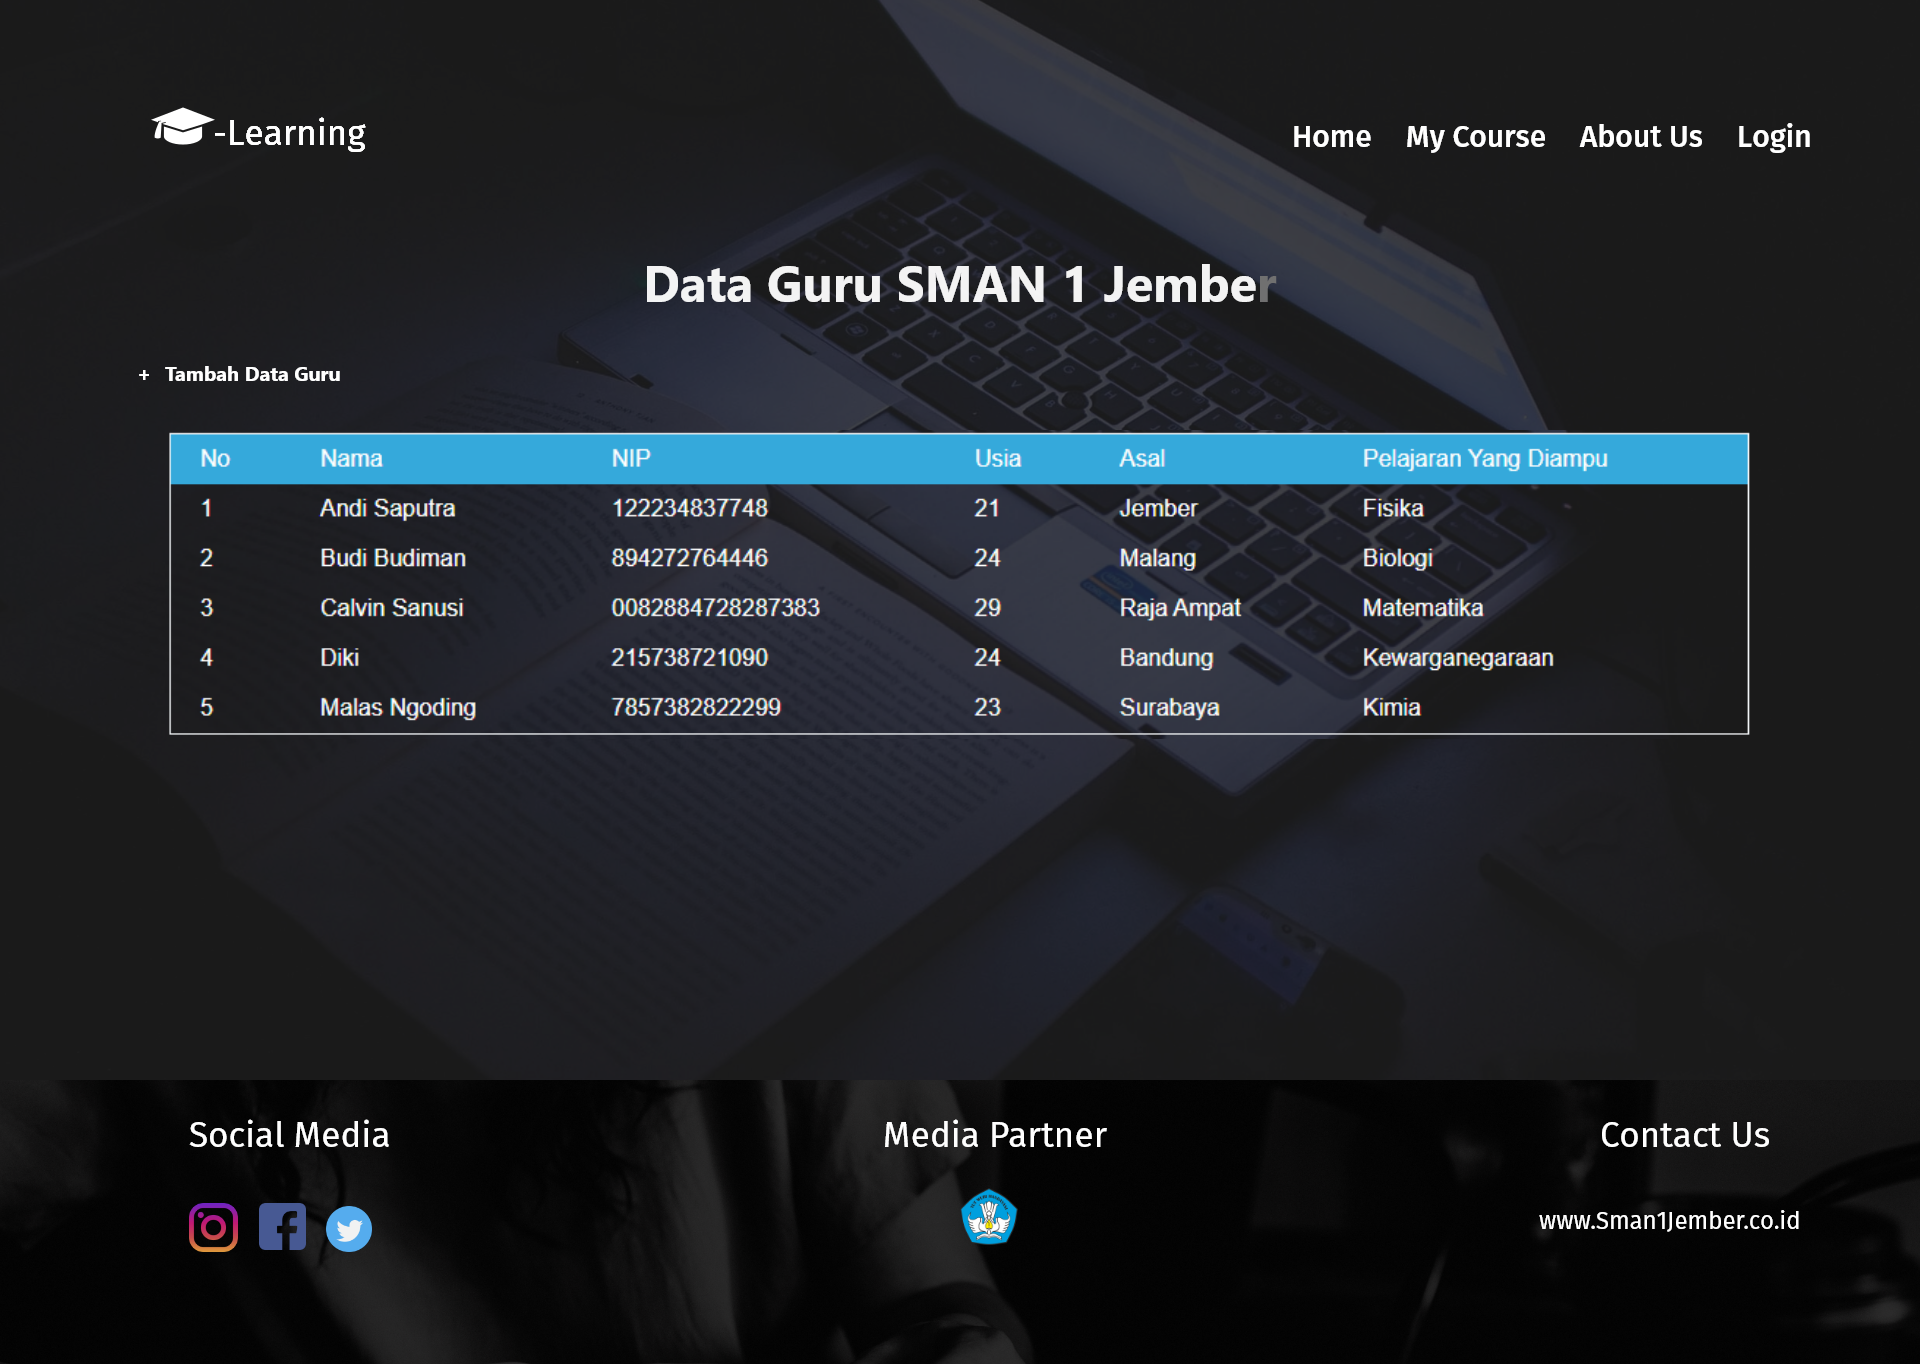 -Learning
Home My Course About Us Login
Data Guru SMAN 1 Jember
+ Tambah Data Guru
No Nama NIP Usia Asal Pelajaran Yang Diampu
1 Andi Saputra 122234837748 21 Jember Fisika
2 Budi Budiman 894272764446 24 Malang Biologi
3 Calvin Sanusi 0082884728287383 29 Raja Ampat Matematika
4 Diki 215738721090 24 Bandung Kewarganegaraan
5 Malas Ngoding 7857382822299 23 Surabaya Kimia
Social Media Media Partner Contact Us
www.Sman1Jember.co.id